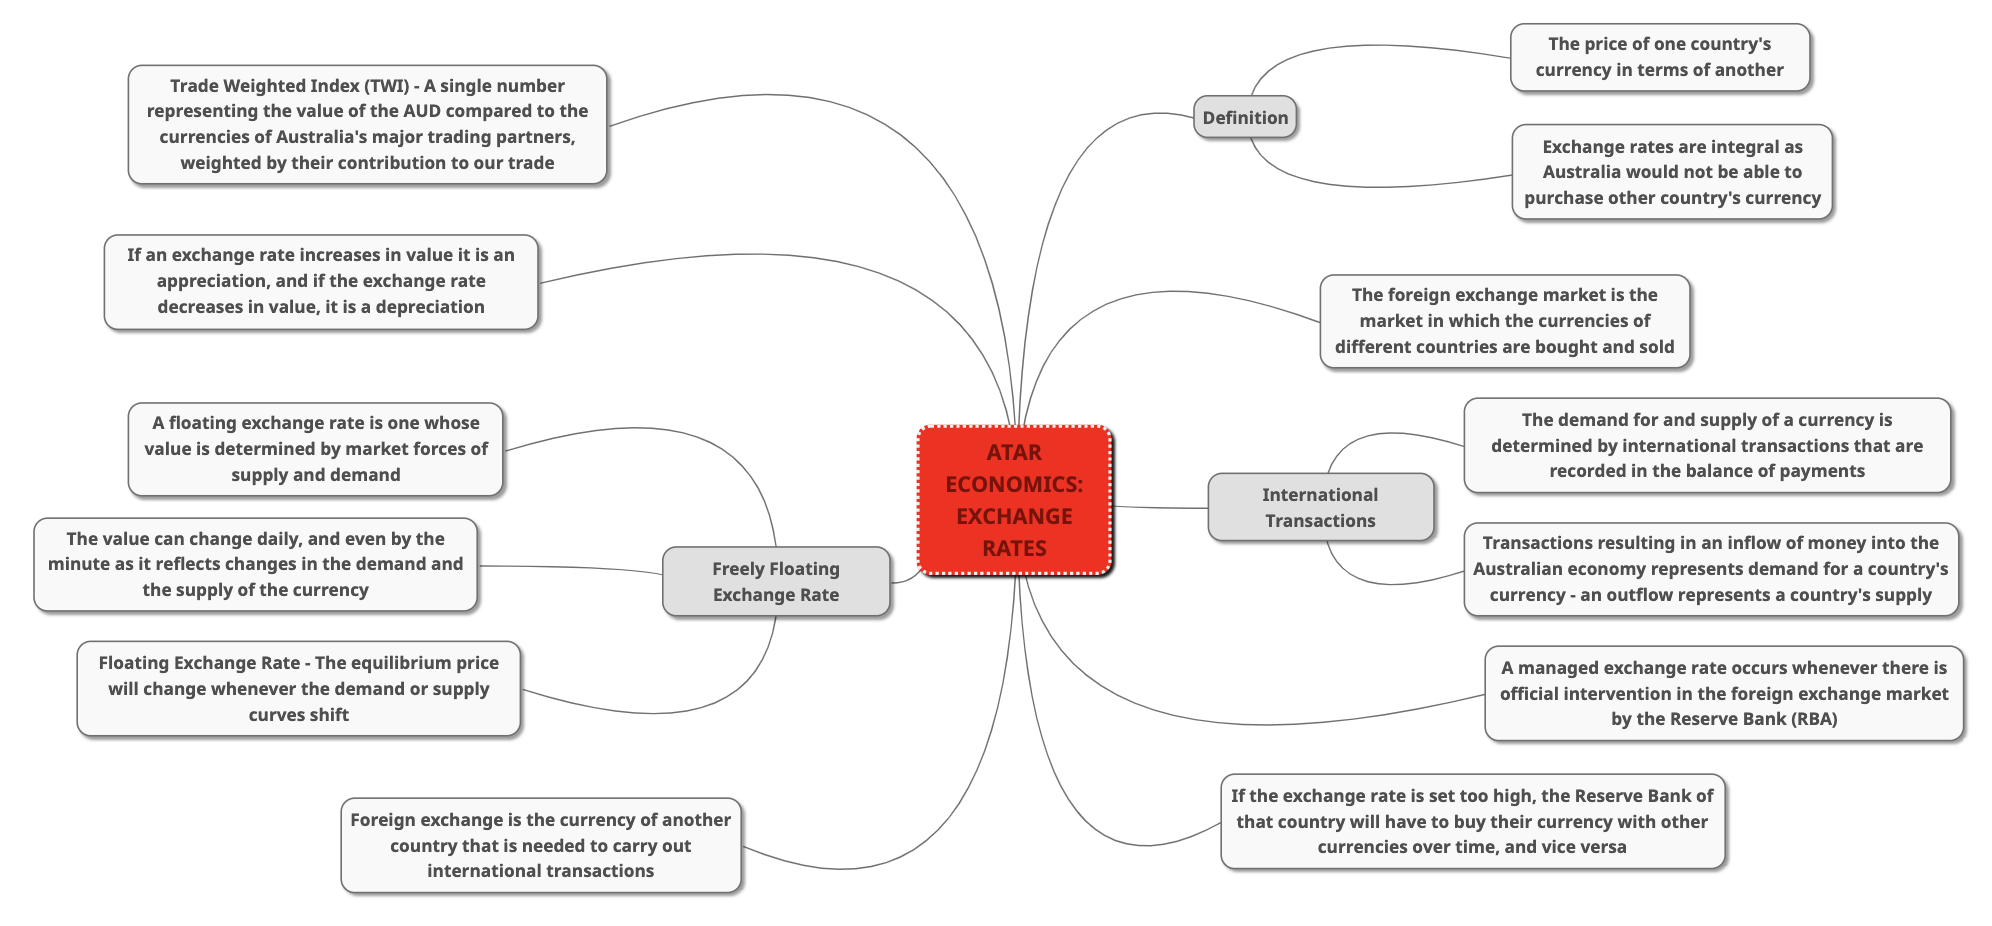 ATAR
ECONOMICS:
EXCHANGE
RATES
Definition
The price of one country's
currency in terms of another
Exchange rates are integral as
Australia would not be able to
purchase other country's currency
The foreign exchange market is the
market in which the currencies of
different countries are bought and sold
International
Transactions
The demand for and supply of a currency is
determined by international transactions that are
recorded in the balance of payments
Transactions resulting in an inflow of money into the
Australian economy represents demand for a country's
currency - an outflow represents a country's supply
A managed exchange rate occurs whenever there is
official intervention in the foreign exchange market
by the Reserve Bank (RBA)
If the exchange rate is set too high, the Reserve Bank of
that country will have to buy their currency with other
currencies over time, and vice versa
Trade Weighted Index (TWI) - A single number
representing the value of the AUD compared to the
currencies of Australia's major trading partners,
weighted by their contribution to our trade
If an exchange rate increases in value it is an
appreciation, and if the exchange rate
decreases in value, it is a depreciation
Freely Floating
Exchange Rate
A floating exchange rate is one whose
value is determined by market forces of
supply and demand
The value can change daily, and even by the
minute as it reflects changes in the demand and
the supply of the currency
Floating Exchange Rate - The equilibrium price
will change whenever the demand or supply
curves shift
Foreign exchange is the currency of another
country that is needed to carry out
international transactions